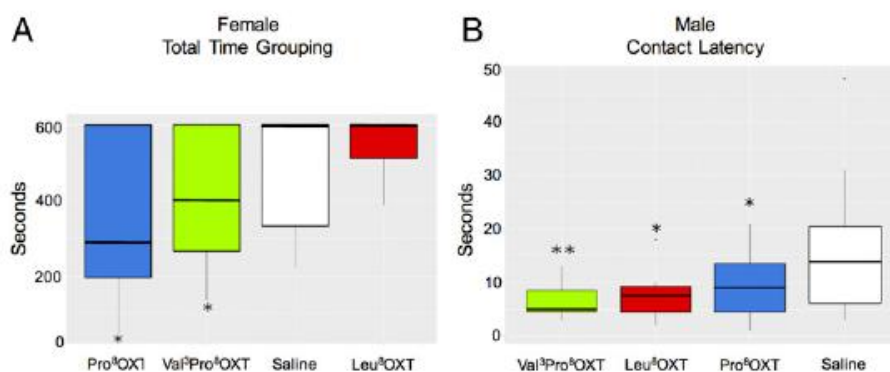 A
Female
Total Time Grouping
Seconds
600
400
200
0
*
*
Pro⁸OX1
Val³Pro⁸OXT
Saline
Leu⁸OXT
B
Male
Contact Latency
Seconds
50
40
30
20
10
0
**
*
*
Val³Pro⁸OXT
Leu⁸OXT
Pro⁸OXT
Saline